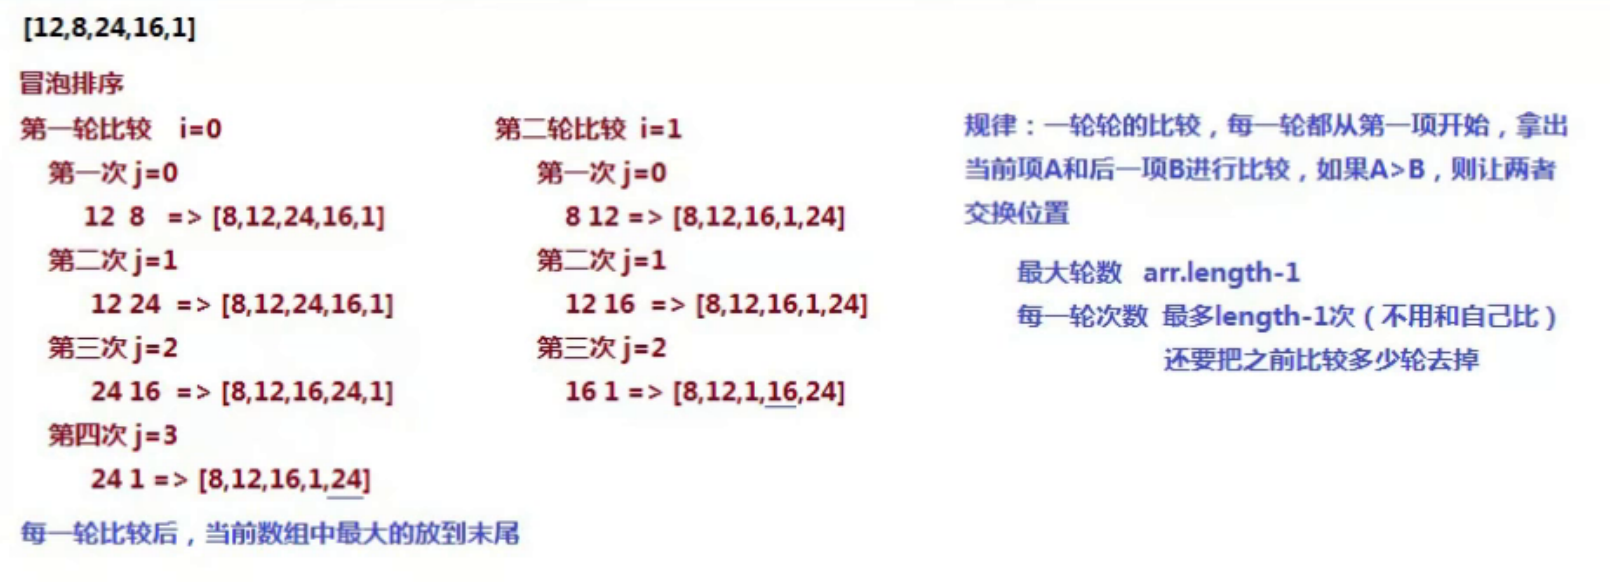 [12,8,24,16,1]
冒泡排序
第一轮比较 i=0
第一次 j=0
12 8 => [8,12,24,16,1]
第二次 j=1
12 24 => [8,12,24,16,1]
第三次 j=2
24 16 => [8,12,16,24,1]
第四次 j=3
24 1 => [8,12,16,1,24]
每一轮比较后，当前数组中最大的放到末尾
第二轮比较 i=1
第一次 j=0
8 12 => [8,12,16,1,24]
第二次 j=1
12 16 => [8,12,16,1,24]
第三次 j=2
16 1 => [8,12,1,16,24]
规律：一轮轮的比较，每一轮都从第一项开始，拿出
当前项A和后一项B进行比较，如果A>B，则让两者
交换位置
最大轮数 arr.length-1
每一轮次数 最多length-1次（不用和自己比）
还要把之前比较多少轮去掉